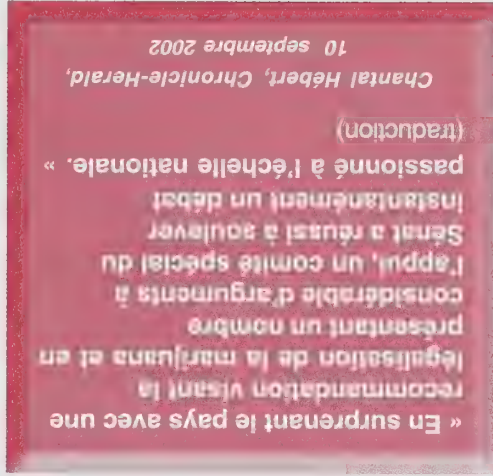 « En surprenant le pays avec une
recommandation visant la
légalisation de la marijuana et en
présentant un nombre
considérable d'arguments à
l'appui, un comité spécial du
Sénat a réussi à soulever
instantanément un débat
passionné à l'échelle nationale. »
(traduction)
Chantal Hébert, Chronicle-Herald,
10 septembre 2002